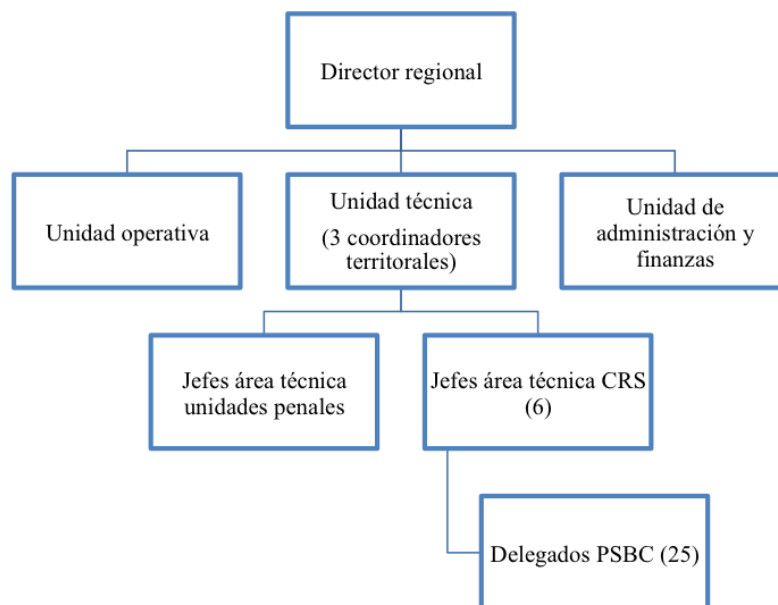 Director regional
Unidad operativa
Unidad técnica
(3 coordinadores
territorales)
Unidad de
administración y
finanzas
Jefes área técnica
unidades penales
Jefes área técnica CRS
(6)
Delegados PSBC (25)